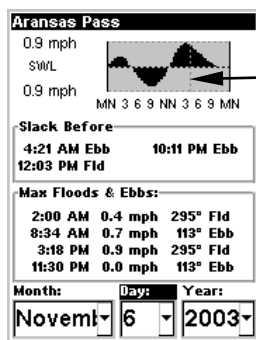 Aransas Pass
0.9 mph
SWL
0.9 mph
MN 3 6 9 NN 3 6 9 MN
Slack Before
4:21 AM Ebb 10:11 PM Ebb
12:03 PM Fld
Max Floods & Ebbs:
2:00 AM 0.4 mph 295° Fld
8:34 AM 0.7 mph 113° Ebb
3:18 PM 0.9 mph 295° Fld
11:30 PM 0.0 mph 113° Ebb
Month: Day: Year:
Novemb 6 2003